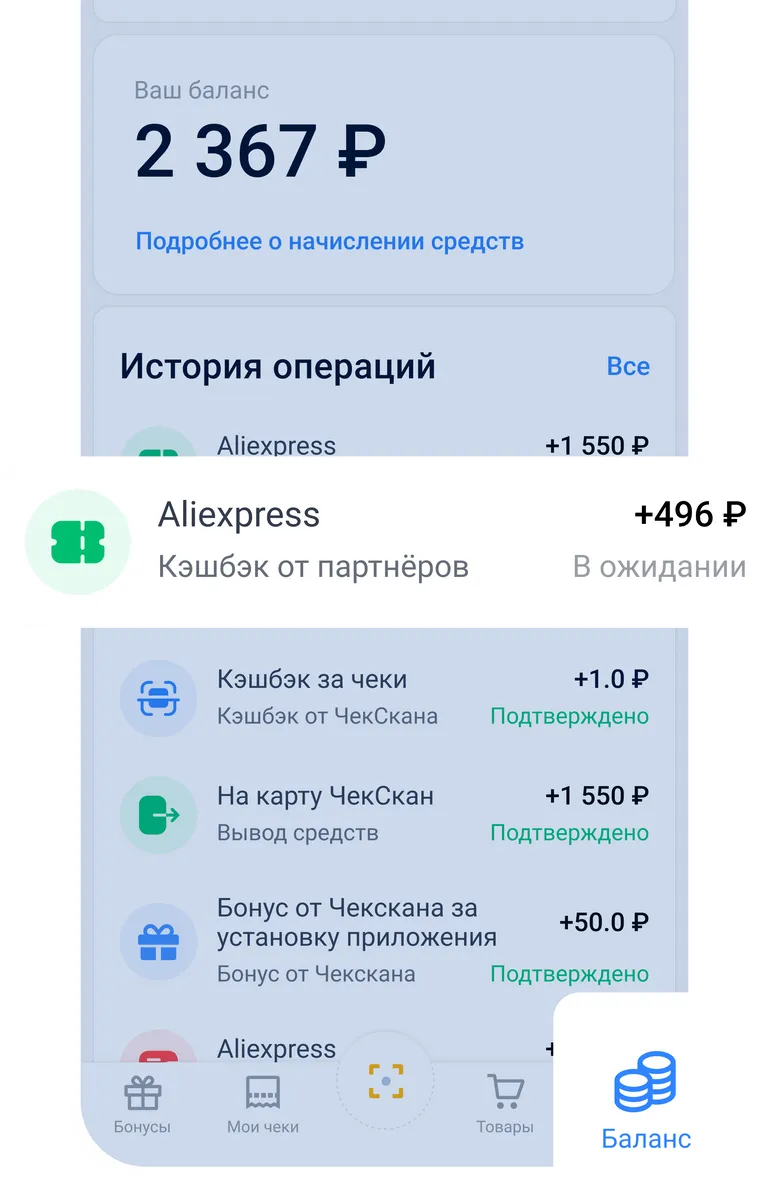 Ваш баланс
2 367 ₽
Подробнее о начислении средств
История операций
Все
Aliexpress
+1 550 ₽
Aliexpress
+496 ₽
Кэшбэк от партнёров
В ожидании
Кэшбэк за чеки
+1.0 ₽
Кэшбэк от ЧекСкана
Подтверждено
На карту ЧекСкан
+1 550 ₽
Вывод средств
Подтверждено
Бонус от Чекскана за
установку приложения
+50.0 ₽
Бонус от Чекскана
Подтверждено
Aliexpress
+
Бонусы
Мои чеки
Товары
Баланс